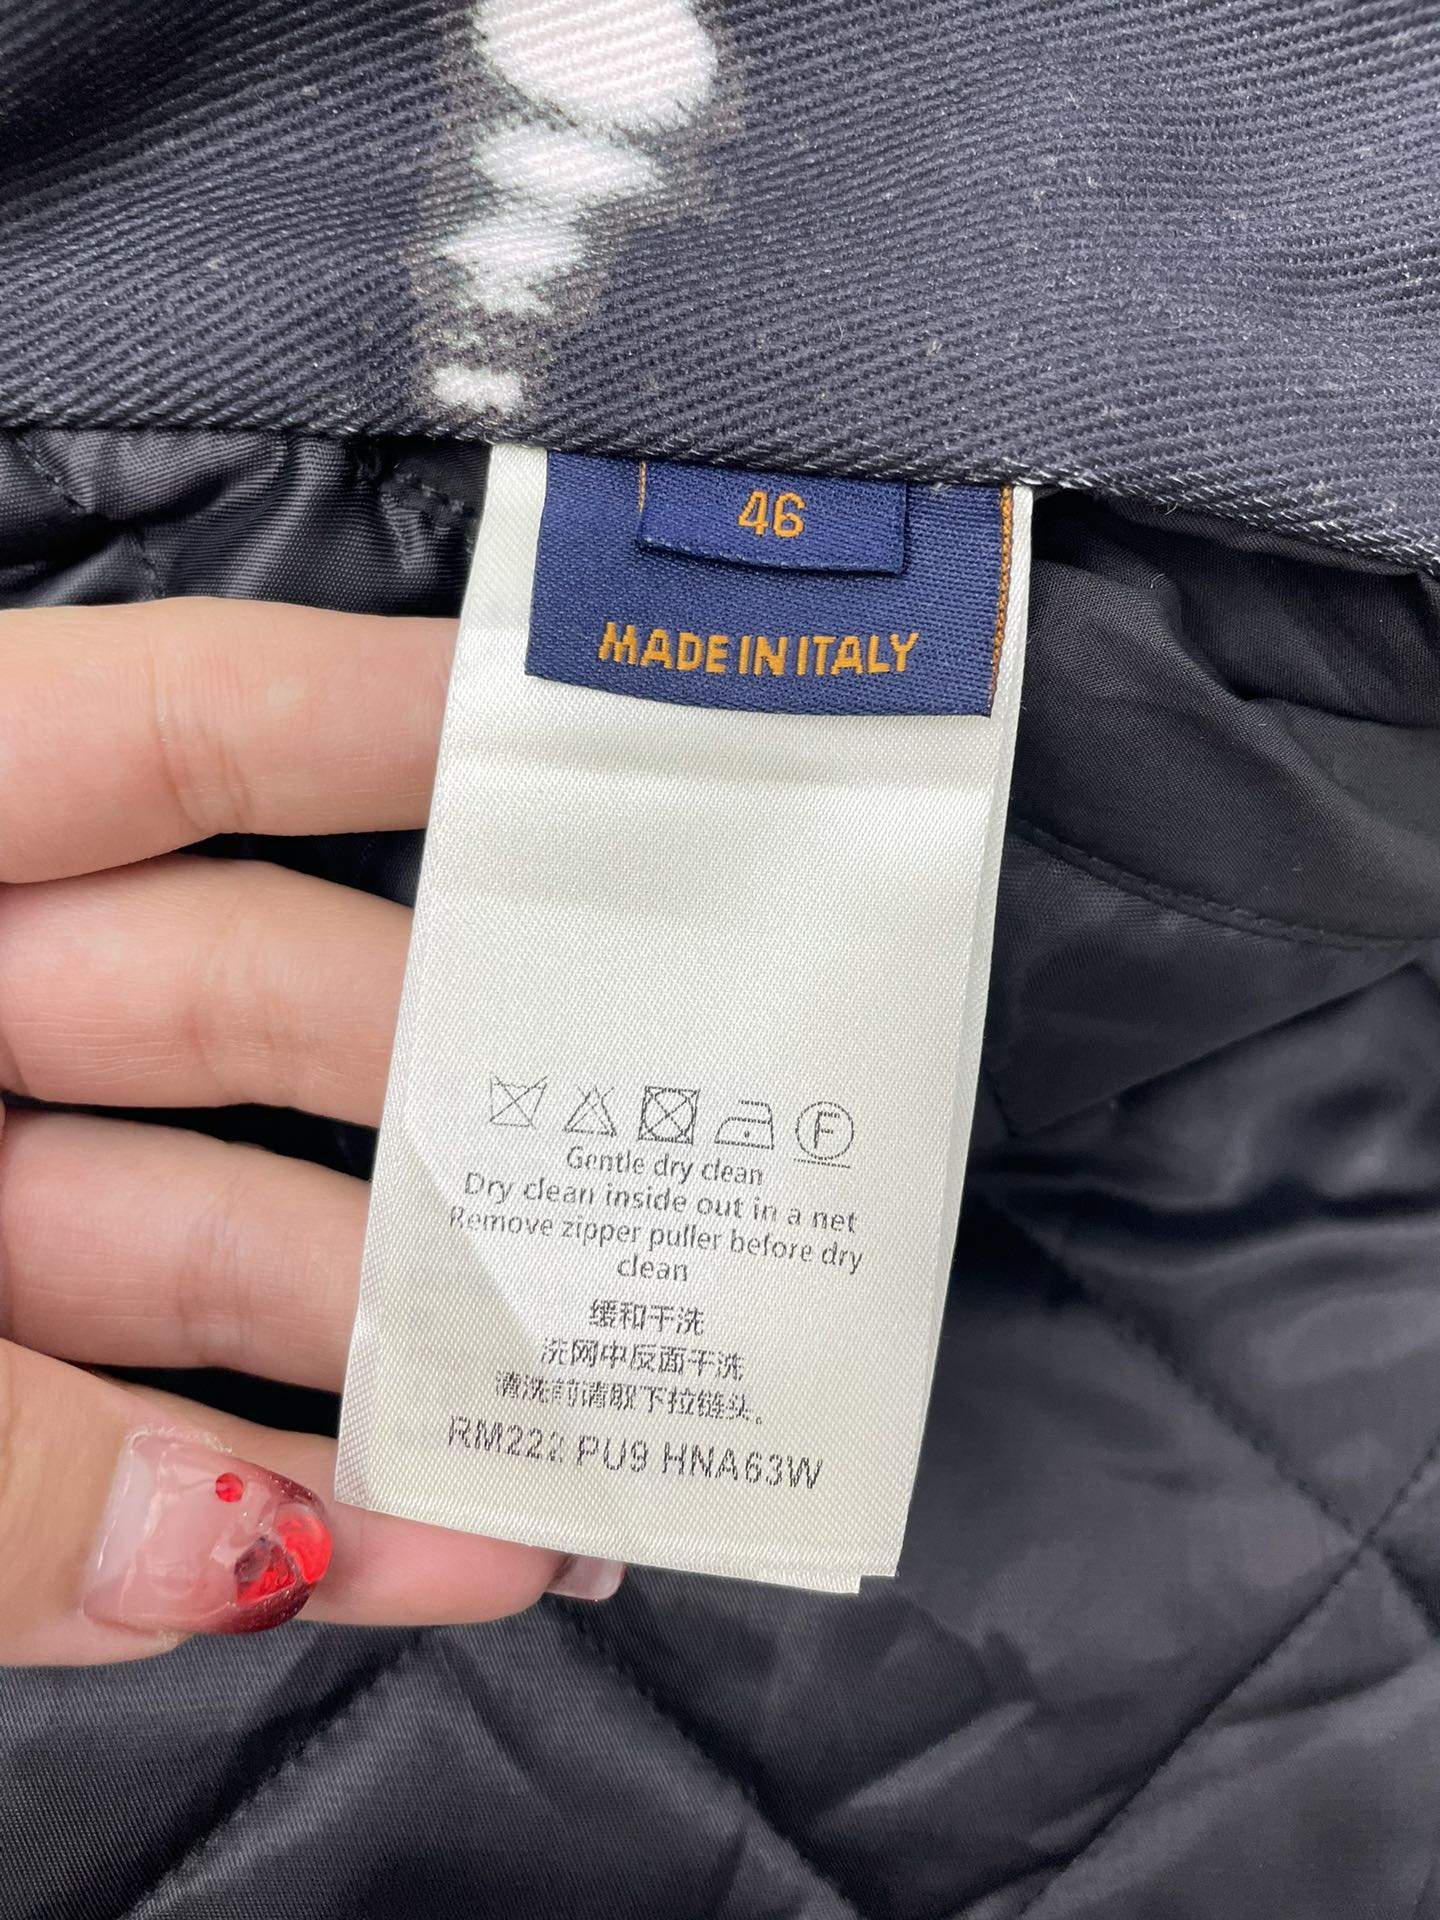 46
MADE IN ITALY
F
Gentle dry clean
Dry clean inside out in a net
Remove zipper puller before dry
clean
缓和干洗
洗网中反面干洗
清洗前请取下拉链头。
RM222 PU9 HNA63W